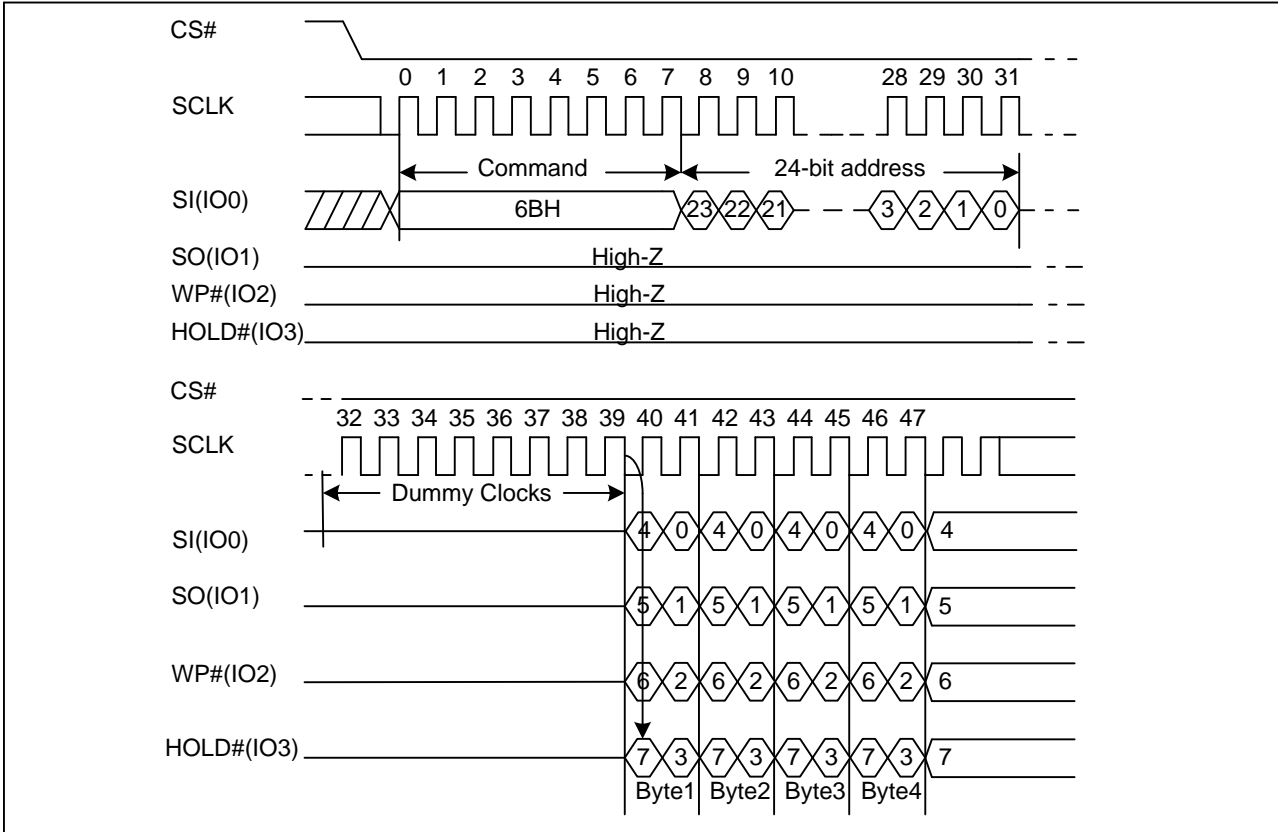 CS#
0 1 2 3 4 5 6 7 8 9 10 28 29 30 31
SCLK
Command 24-bit address
SI(IO0) 6BH 23 22 21 3 2 1 0
SO(IO1) High-Z
WP#(IO2) High-Z
HOLD#(IO3) High-Z
CS#
32 33 34 35 36 37 38 39 40 41 42 43 44 45 46 47
SCLK
Dummy Clocks
SI(IO0) 4 0 4 0 4 0 4 0 4
SO(IO1) 5 1 5 1 5 1 5 1 5
WP#(IO2) 6 2 6 2 6 2 6 2 6
HOLD#(IO3) 7 3 7 3 7 3 7 3 7
Byte1 Byte2 Byte3 Byte4